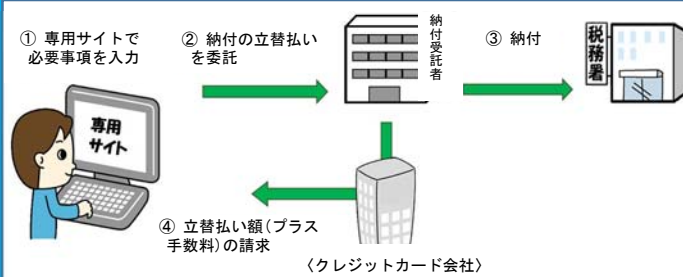 ① 専用サイトで
必要事項を入力
② 納付の立替払い
を委託
納付受託者
③ 納付
税務署
専用
サイト
④ 立替払い額(プラス
手数料)の請求
〈クレジットカード会社〉